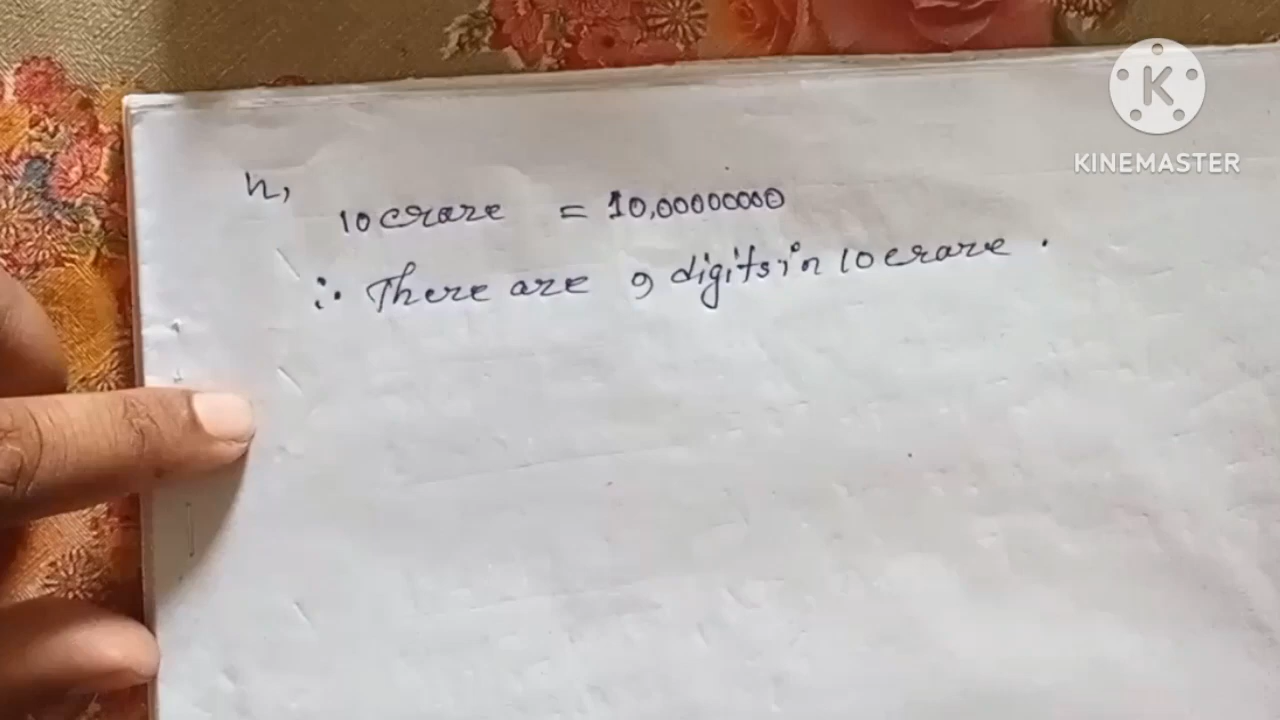 K
KINEMASTER
h,
10 crore = 10,00000000
∴ There are 9 digits in 10 crore.